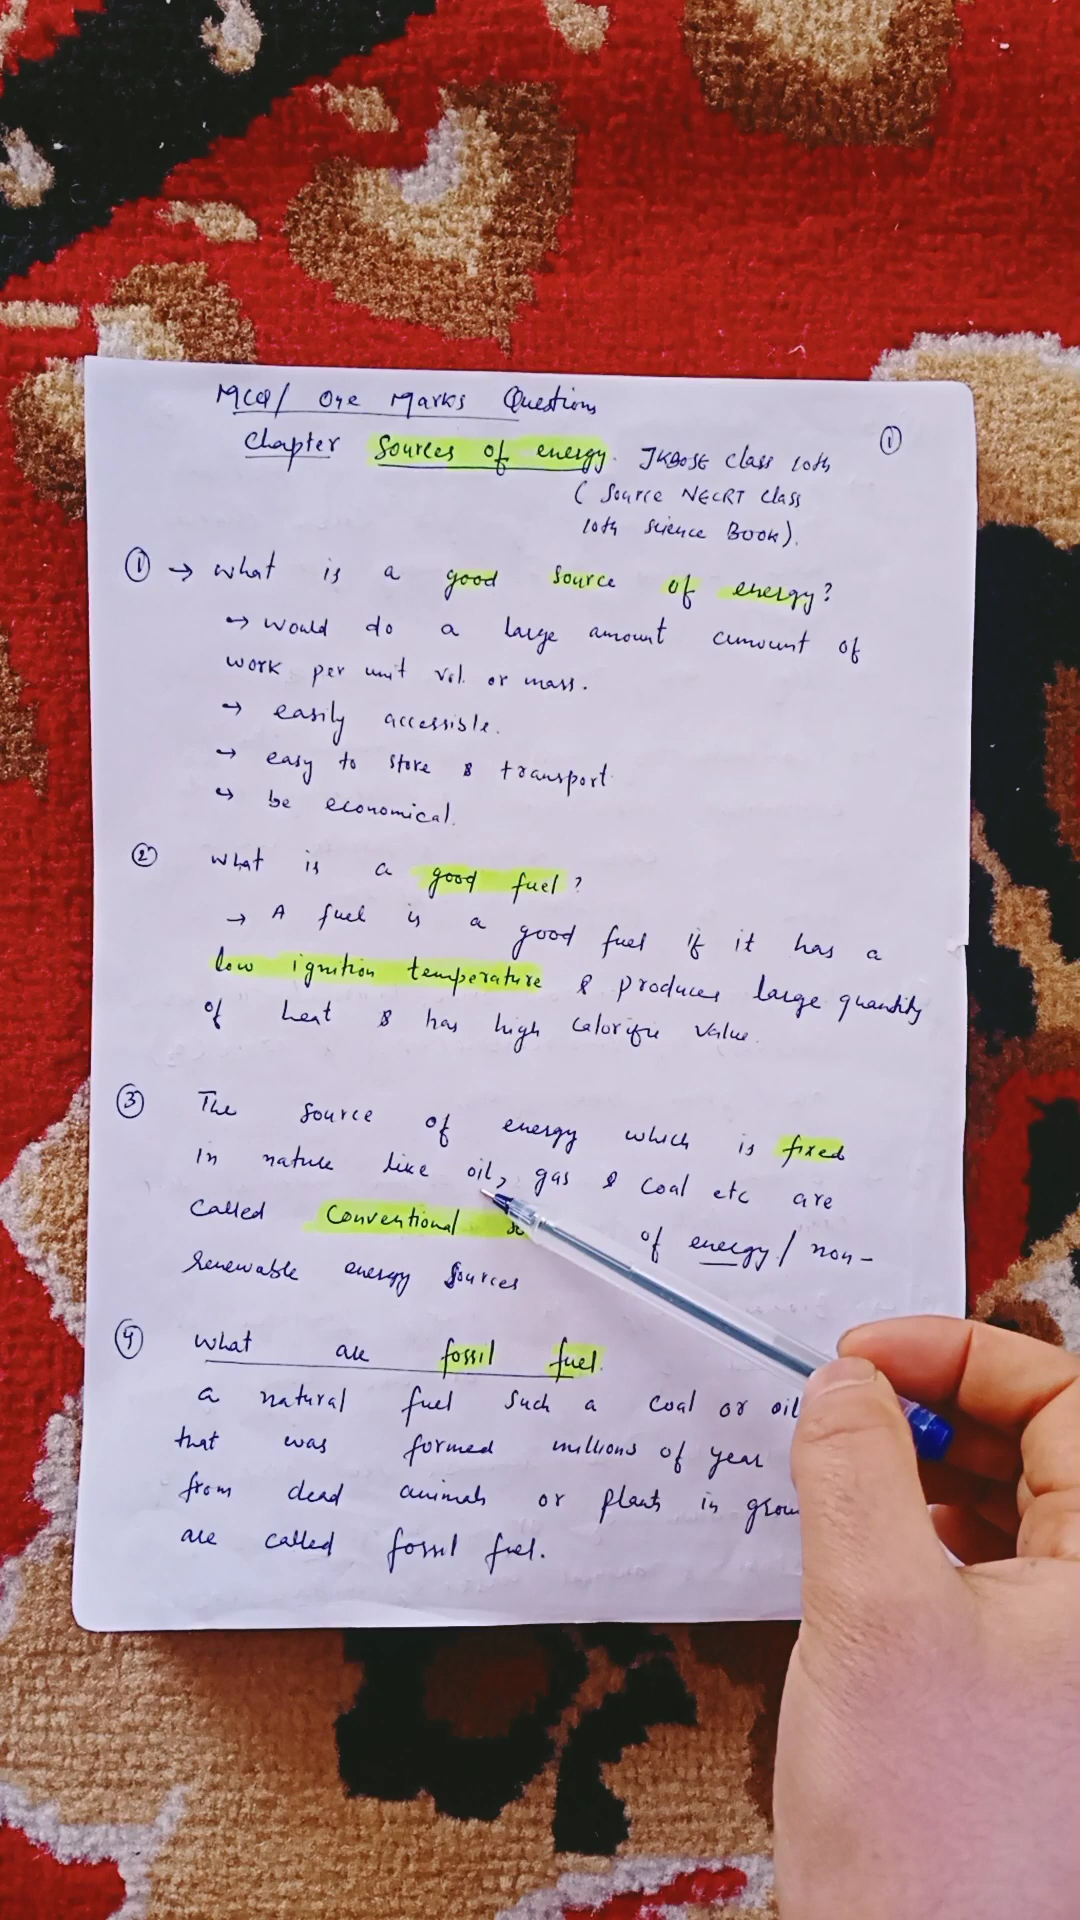 MCQ/ One Marks Questions
Chapter Sources of energy. JKBOSE Class 10th
①
( Source NECRT Class
10th Science Book).
① → What is a good source of energy?
→ would do a large amount amount of
work per unit vol. or mass.
→ easily accessible.
→ easy to store & transport.
→ be economical.
② What is a good fuel?
→ A fuel is a good fuel if it has a
low ignition temperature & produces large quantity
of heat & has high Calorific Value.
③ The source of energy which is fixed
in nature like oil, gas & coal etc are
called Conventional of energy / non-
renewable energy sources
④ What are fossil fuel.
a natural fuel such a coal or oil
that was formed millions of year
from dead animals or plants in
are called fossil fuel.